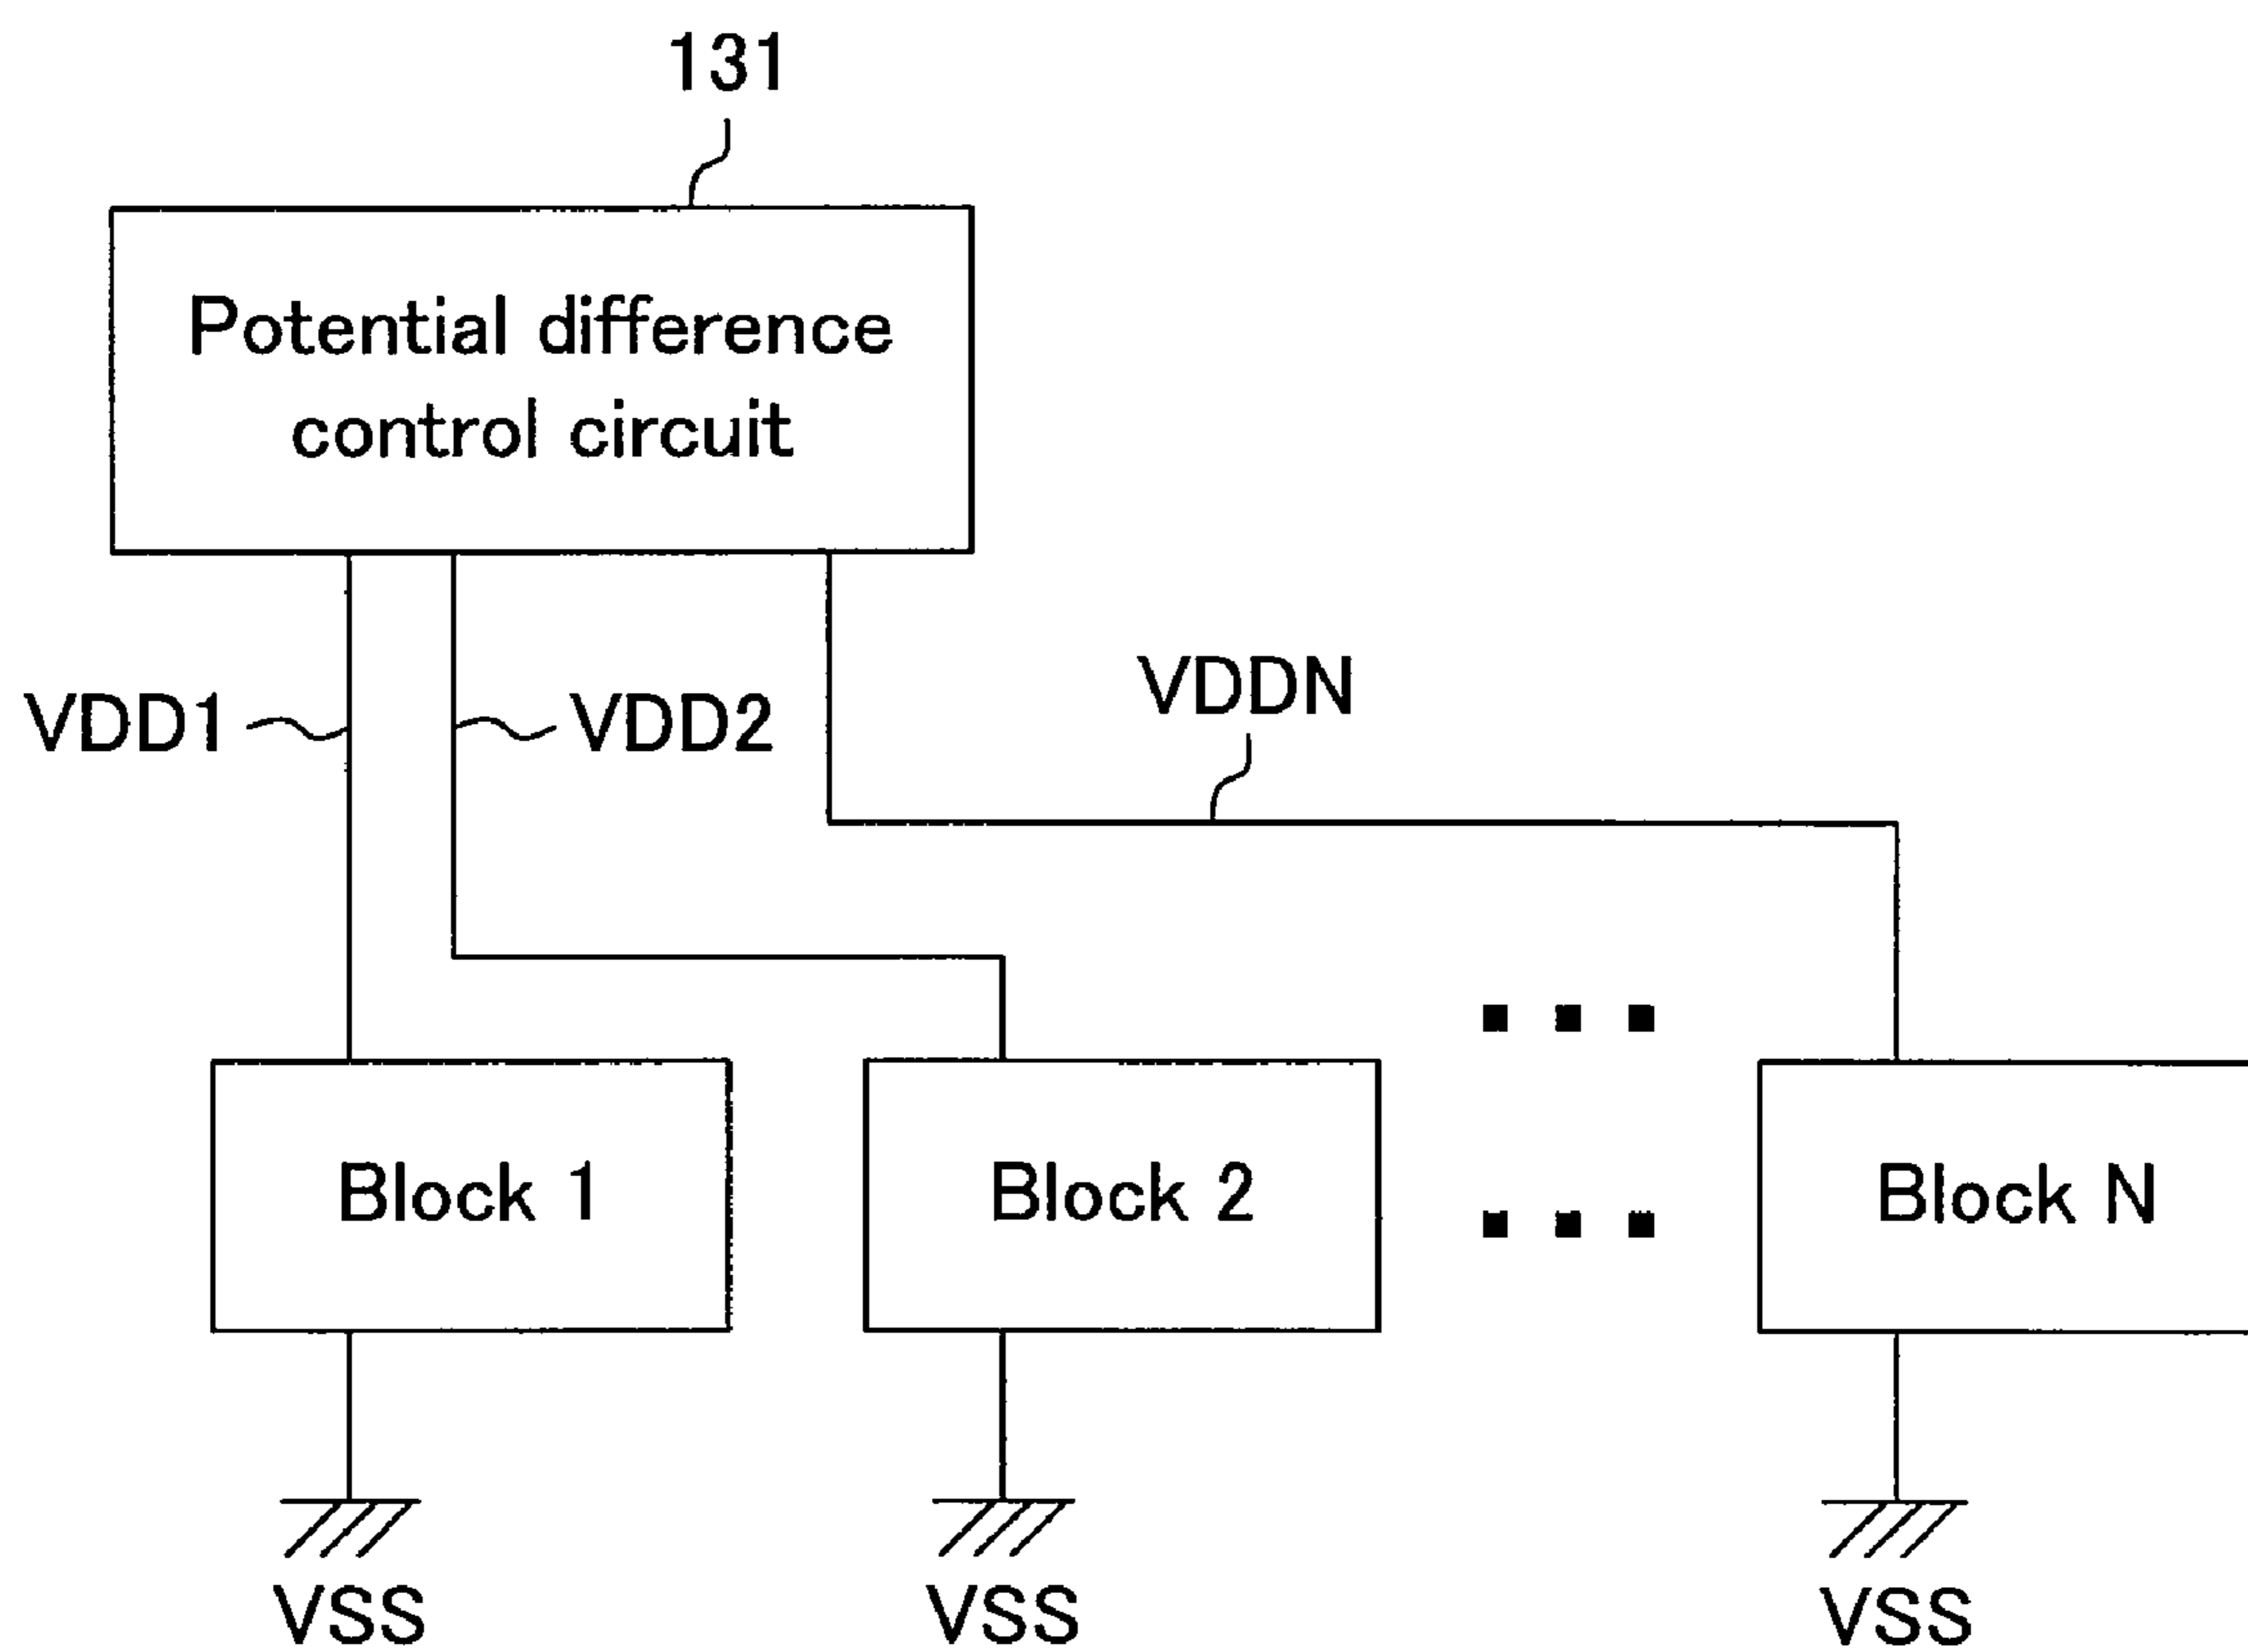 131
Potential difference
control circuit
VDD1
VDD2
VDDN
Block 1
Block 2
Block N
VSS
VSS
VSS